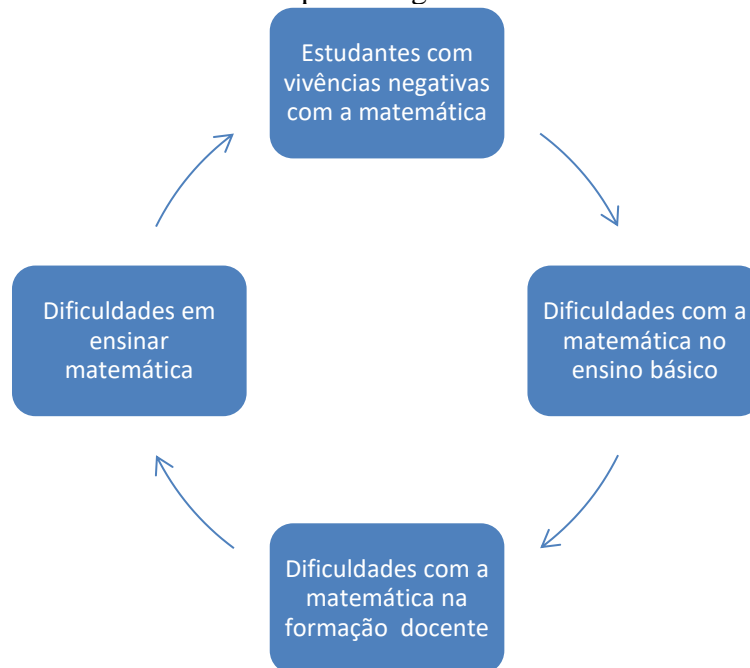 Estudantes com
vivências negativas
com a matemática
Dificuldades com a
matemática no
ensino básico
Dificuldades com a
matemática na
formação docente
Dificuldades em
ensinar
matemática